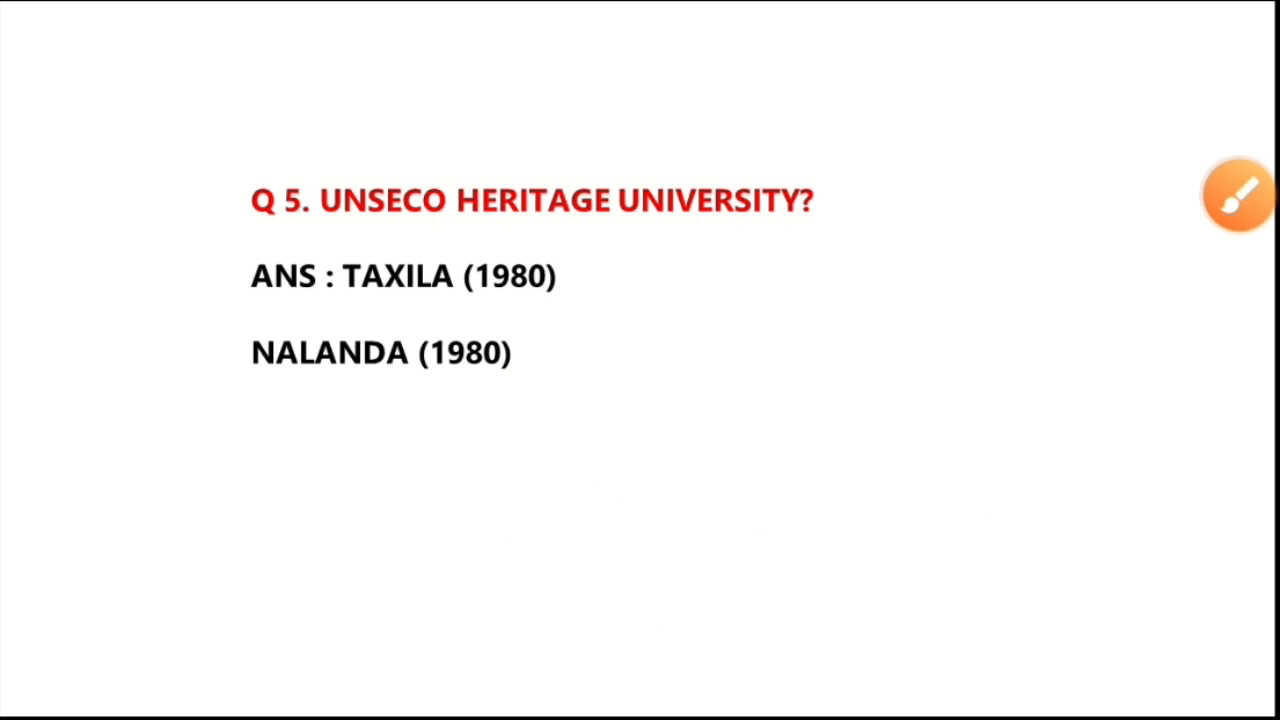 Q 5. UNSECO HERITAGE UNIVERSITY?
ANS : TAXILA (1980)
NALANDA (1980)